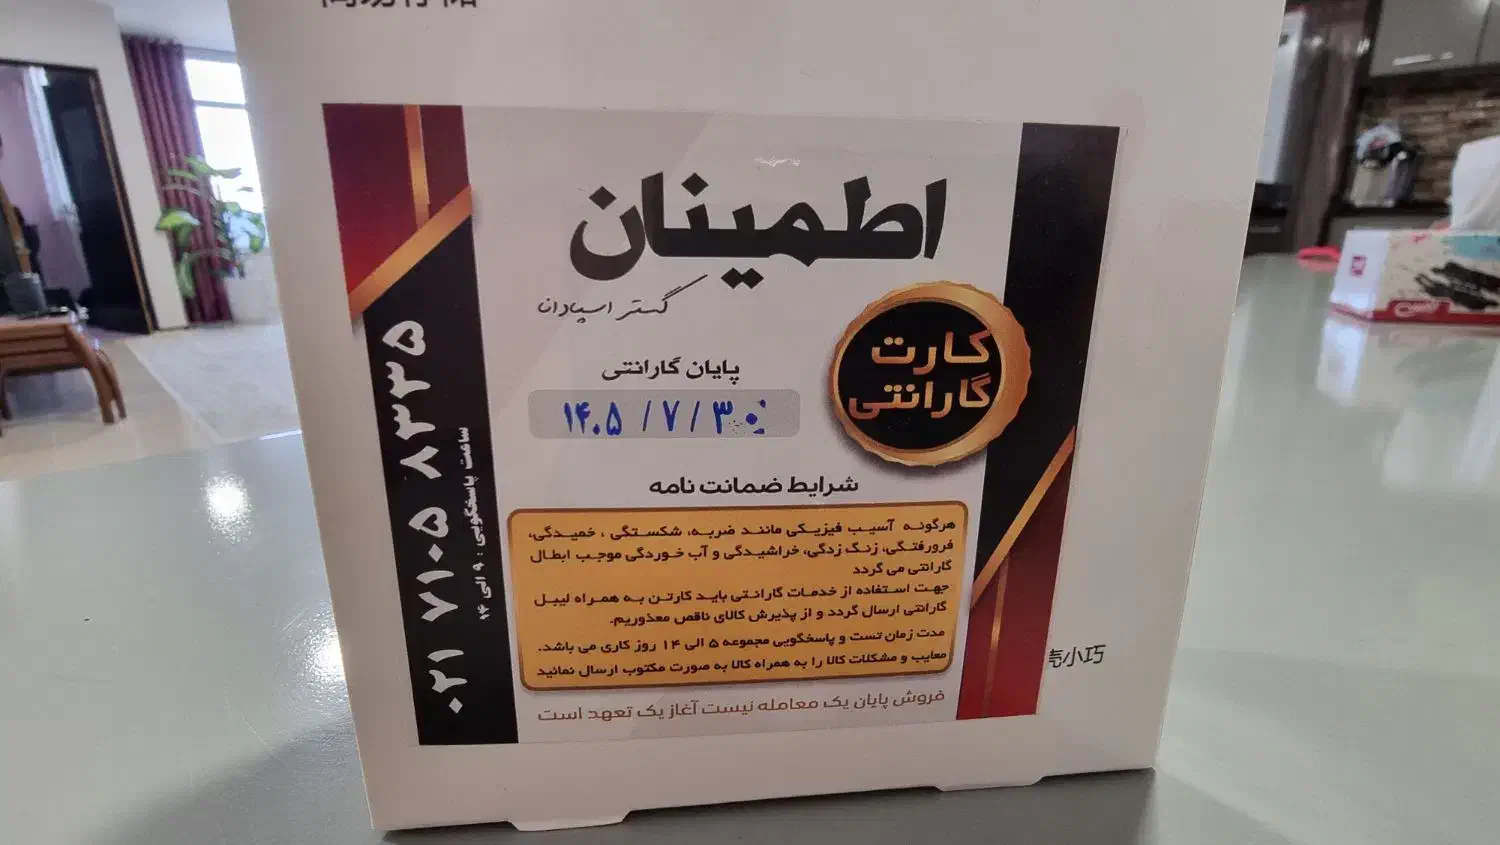 اطمینان
گستر اسپادانا
کارت
گارانتی
پایان گارانتی
۱۴۰۵ / ۷ / ۳۰
شرایط ضمانت نامه
هرگونه آسیب فیزیکی مانند ضربه، شکستگی ، خمیدگی،
فرورفتگی، زنگ زدگی، خراشیدگی و آب خوردگی موجب ابطال
گارانتی می گردد
جهت استفاده از خدمات گارانتی باید کارتن به همراه لیبل
گارانتی ارسال گردد و از پذیرش کالای ناقص معذوریم.
مدت زمان تست و پاسخگویی مجموعه ۵ الی ۱۴ روز کاری می باشد.
معایب و مشکلات کالا را به همراه کالا به صورت مکتوب ارسال نمائید
فروش پایان یک معامله نیست آغاز یک تعهد است
۰۲۱ ۷۱۰۵ ۸۳۳۵
ساعت پاسخگویی : ۹ الی ۱۴
小巧